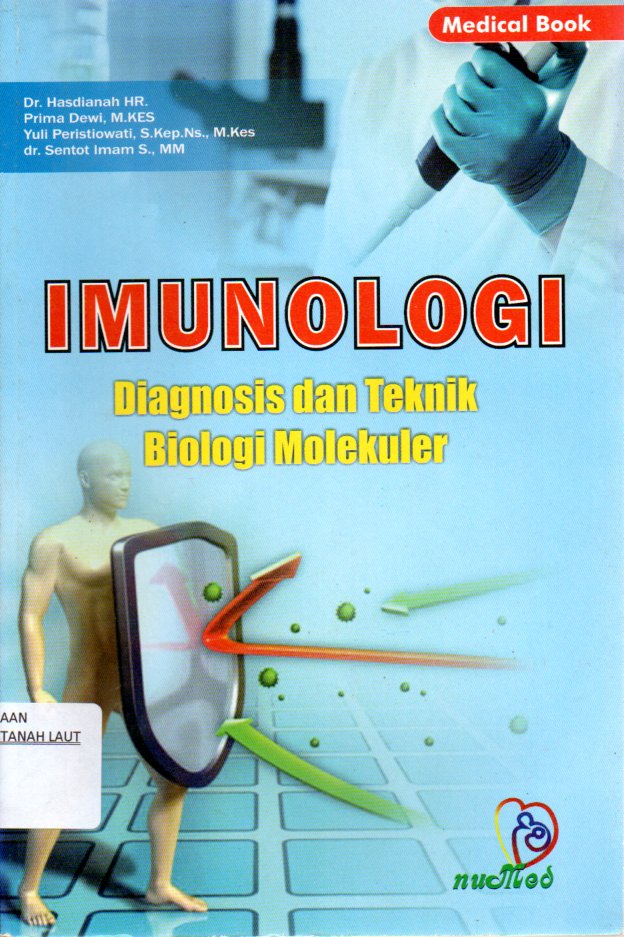 Medical Book
Dr. Hasdianah HR.
Prima Dewi, M.KES
Yuli Peristiowati, S.Kep.Ns., M.Kes
dr. Sentot Imam S., MM
IMUNOLOGI
Diagnosis dan Teknik
Biologi Molekuler
AAN
TANAH LAUT
nuMed